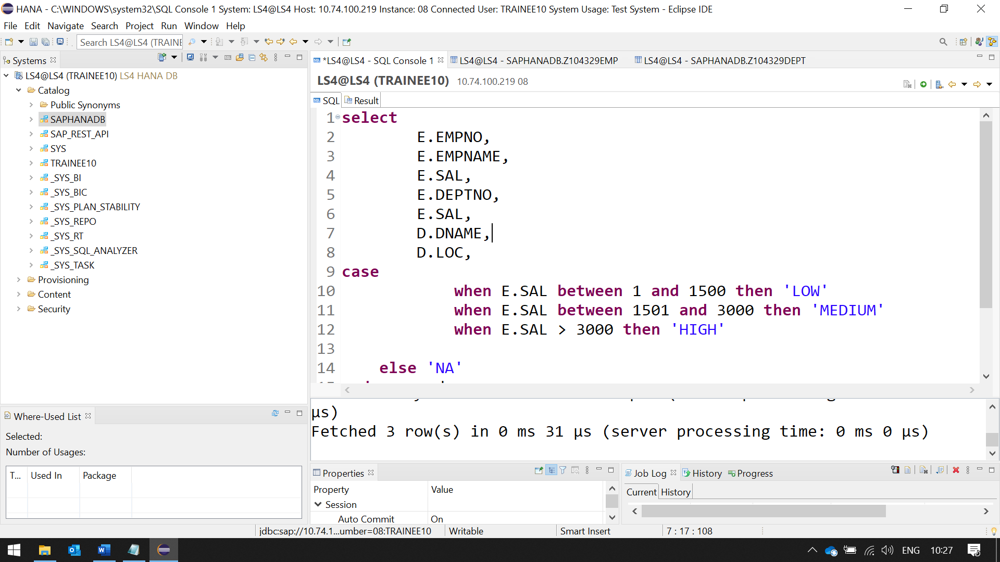 HANA - C:\WINDOWS\system32\SQL Console 1 System: LS4@LS4 Host: 10.74.100.219 Instance: 08 Connected User: TRAINEE10 System Usage: Test System - Eclipse IDE
File Edit Navigate Search Project Run Window Help
Search LS4@LS4 (TRAINE
Systems
LS4@LS4 (TRAINEE10) LS4 HANA DB
Catalog
Public Synonyms
SAPHANADB
SAP_REST_API
SYS
TRAINEE10
_SYS_BI
_SYS_BIC
_SYS_PLAN_STABILITY
_SYS_REPO
_SYS_RT
_SYS_SQL_ANALYZER
_SYS_TASK
Provisioning
Content
Security
*LS4@LS4 - SQL Console 1 LS4@LS4 - SAPHANADB.Z104329EMP LS4@LS4 - SAPHANADB.Z104329DEPT
LS4@LS4 (TRAINEE10) 10.74.100.219 08
SQL Result
1 select
2 E.EMPNO,
3 E.EMPNAME,
4 E.SAL,
5 E.DEPTNO,
6 E.SAL,
7 D.DNAME,
8 D.LOC,
9 case
10 when E.SAL between 1 and 1500 then 'LOW'
11 when E.SAL between 1501 and 3000 then 'MEDIUM'
12 when E.SAL > 3000 then 'HIGH'
13
14 else 'NA'
µs)
Fetched 3 row(s) in 0 ms 31 µs (server processing time: 0 ms 0 µs)
Where-Used List
Selected:
Number of Usages:
T... Used In Package
Properties
Property Value
Session
Auto Commit On
Job Log History Progress
Current History
jdbc:sap://10.74.1...umber=08:TRAINEE10 Writable Smart Insert 7 : 17 : 108
ENG 10:27